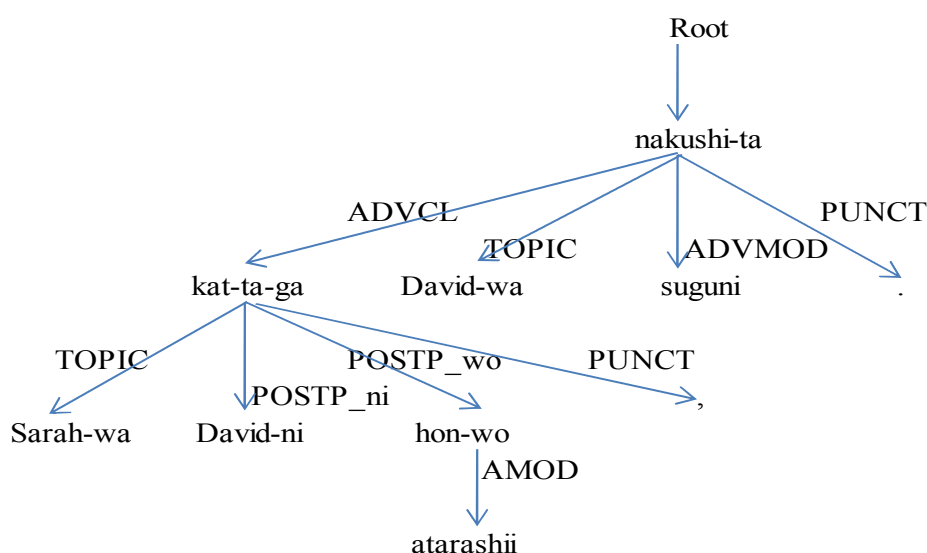 Root
nakushi-ta
ADVCL
PUNCT
TOPIC
ADVMOD
kat-ta-ga
David-wa
suguni
.
TOPIC
POSTP_wo
PUNCT
POSTP_ni
,
Sarah-wa
David-ni
hon-wo
AMOD
atarashii